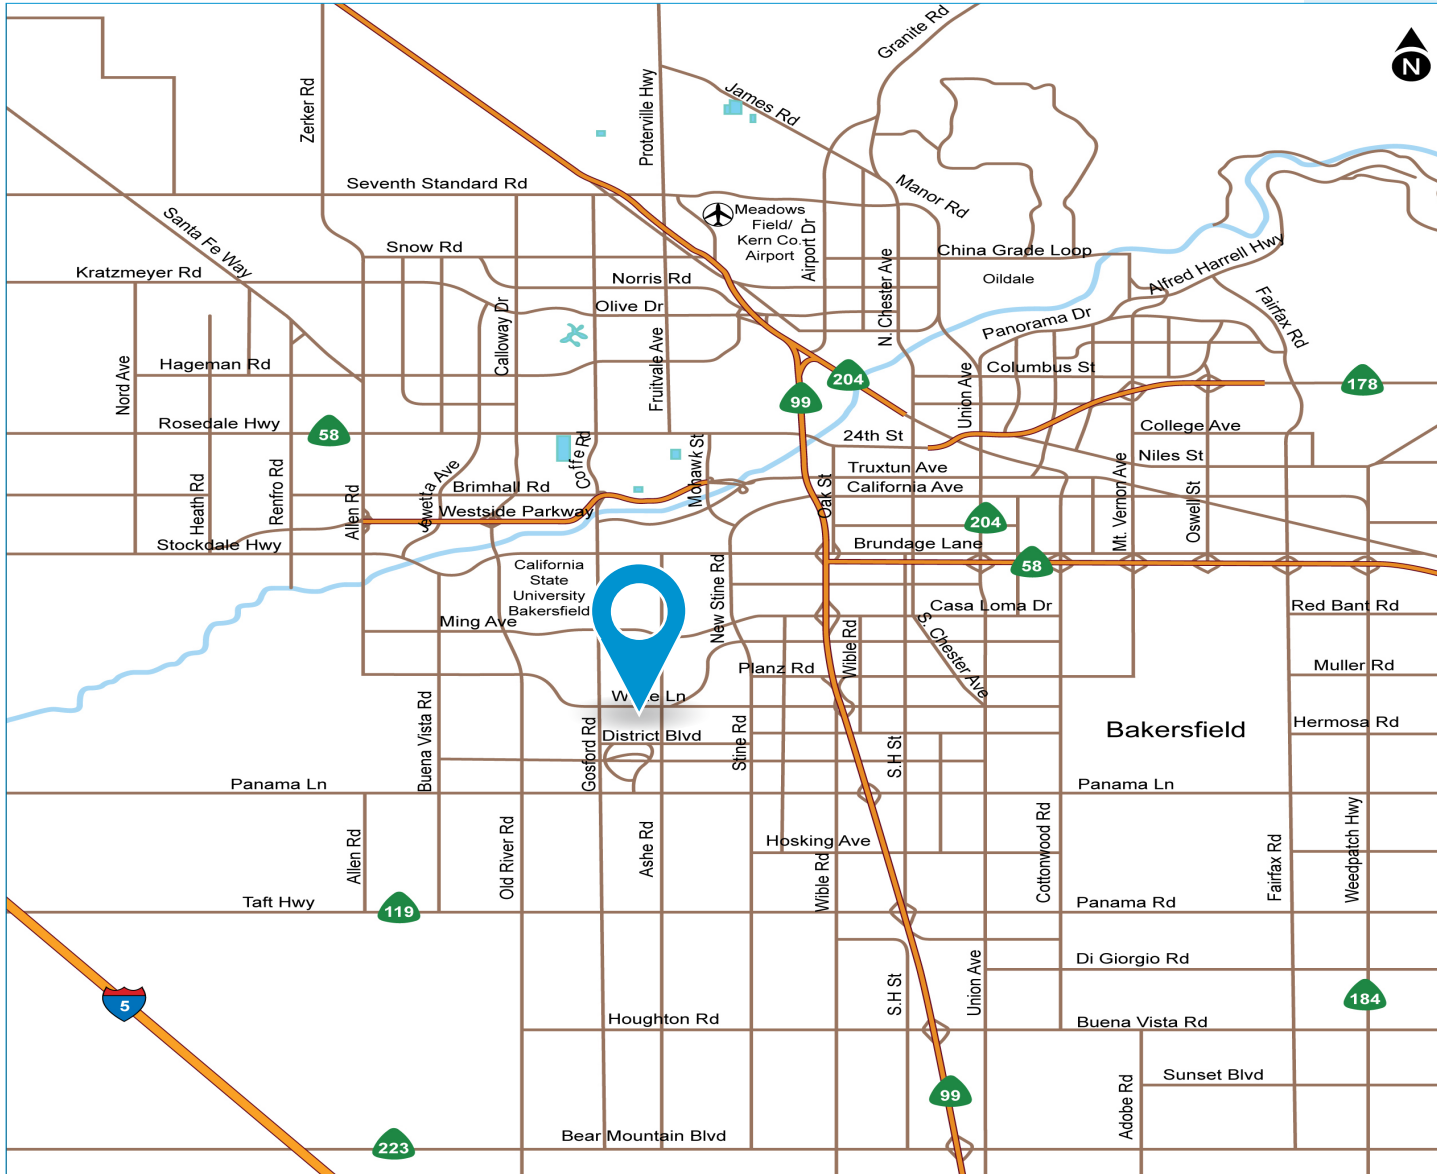 Granite Rd
N
James Rd
Zerker Rd
Proterville Hwy
Seventh Standard Rd
Manor Rd
Meadows
Field/
Kern Co.
Airport
Airport Dr
Santa Fe Way
Snow Rd
China Grade Loop
Alfred Harrell Hwy
Kratzmeyer Rd
Norris Rd
Oildale
Olive Dr
N. Chester Ave
Panorama Dr
Fairfax Rd
Calloway Dr
Fruitvale Ave
Nord Ave
Hageman Rd
Columbus St
204
178
99
Union Ave
Rosedale Hwy
58
24th St
College Ave
Coffe Rd
Mohawk St
Niles St
Truxtun Ave
California Ave
Heath Rd
Renfro Rd
Allen Rd
Jewetta Ave
Brimhall Rd
Westside Parkway
Oak St
204
Mt. Vernon Ave
Oswell St
Stockdale Hwy
Brundage Lane
58
California
State
University
Bakersfield
New Stine Rd
Casa Loma Dr
Red Bant Rd
Ming Ave
Wible Rd
S. Chester Ave
Planz Rd
Muller Rd
Buena Vista Rd
Gosford Rd
District Blvd
Stine Rd
S.H St
Bakersfield
Hermosa Rd
Panama Ln
Panama Ln
Allen Rd
Old River Rd
Ashe Rd
Hosking Ave
Wible Rd
Cottonwood Rd
Fairfax Rd
Weedpatch Hwy
Taft Hwy
119
Panama Rd
Di Giorgio Rd
5
S.H St
Union Ave
184
Houghton Rd
Buena Vista Rd
Sunset Blvd
99
Adobe Rd
Bear Mountain Blvd
223